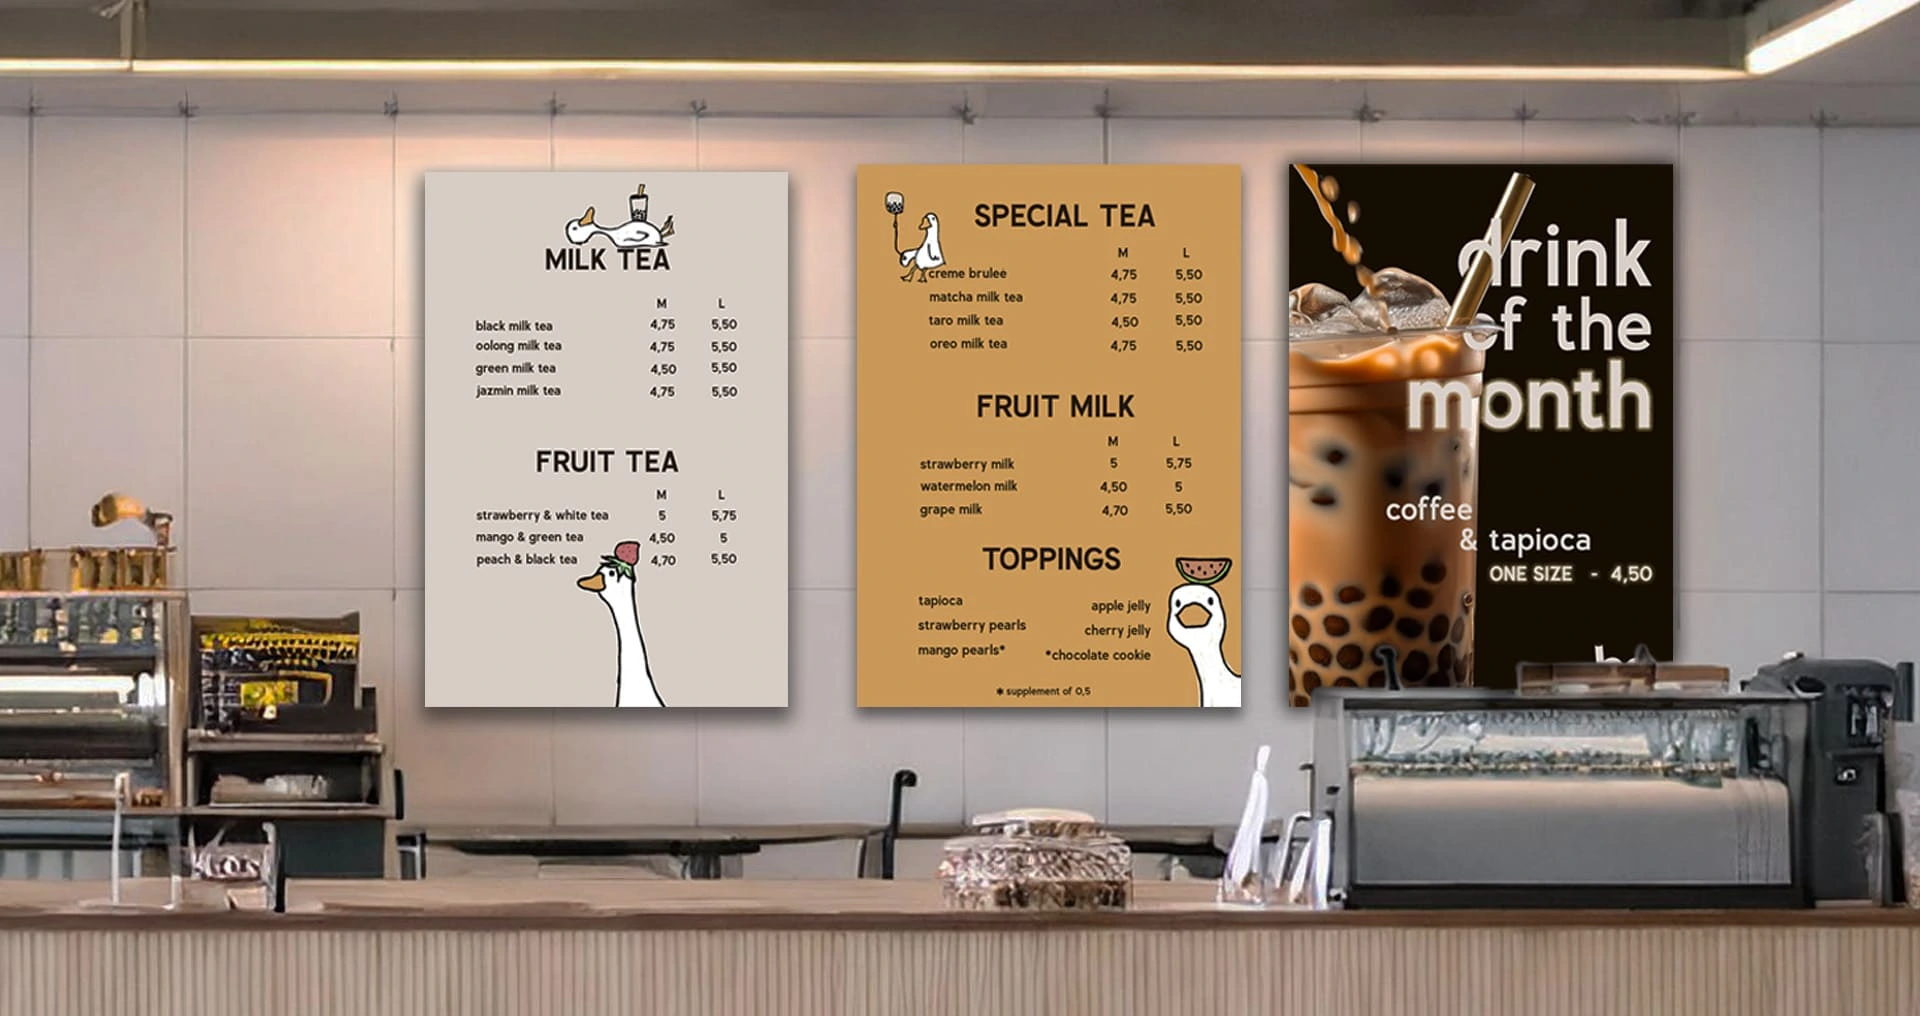 MILK TEA
M L
black milk tea 4,75 5,50
oolong milk tea 4,75 5,50
green milk tea 4,50 5,50
jazmin milk tea 4,75 5,50
FRUIT TEA
M L
strawberry & white tea 5 5,75
mango & green tea 4,50 5
peach & black tea 4,70 5,50
SPECIAL TEA
M L
creme brulee 4,75 5,50
matcha milk tea 4,75 5,50
taro milk tea 4,50 5,50
oreo milk tea 4,75 5,50
FRUIT MILK
M L
strawberry milk 5 5,75
watermelon milk 4,50 5
grape milk 4,70 5,50
TOPPINGS
tapioca apple jelly
strawberry pearls cherry jelly
mango pearls* *chocolate cookie
* supplement of 0,5
drink
of the
month
coffee
& tapioca
ONE SIZE - 4,50